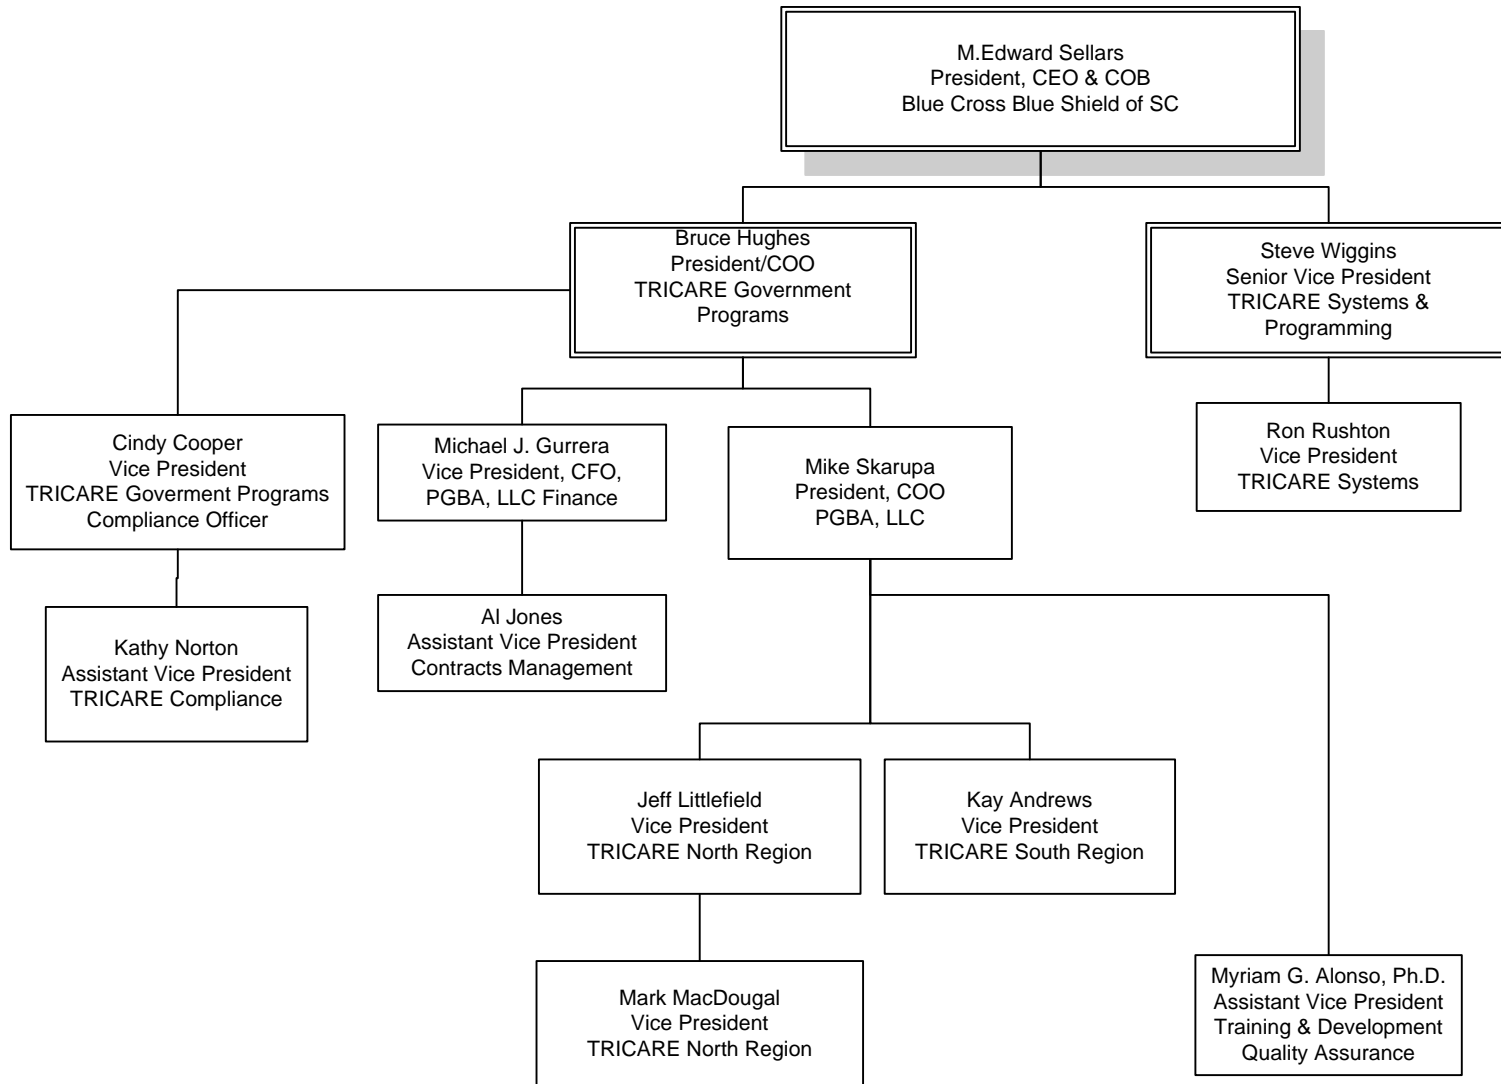 M.Edward Sellars
President, CEO & COB
Blue Cross Blue Shield of SC
Bruce Hughes
President/COO
TRICARE Government
Programs
Steve Wiggins
Senior Vice President
TRICARE Systems &
Programming
Cindy Cooper
Vice President
TRICARE Goverment Programs
Compliance Officer
Michael J. Gurrera
Vice President, CFO,
PGBA, LLC Finance
Mike Skarupa
President, COO
PGBA, LLC
Ron Rushton
Vice President
TRICARE Systems
Kathy Norton
Assistant Vice President
TRICARE Compliance
Al Jones
Assistant Vice President
Contracts Management
Jeff Littlefield
Vice President
TRICARE North Region
Kay Andrews
Vice President
TRICARE South Region
Mark MacDougal
Vice President
TRICARE North Region
Myriam G. Alonso, Ph.D.
Assistant Vice President
Training & Development
Quality Assurance